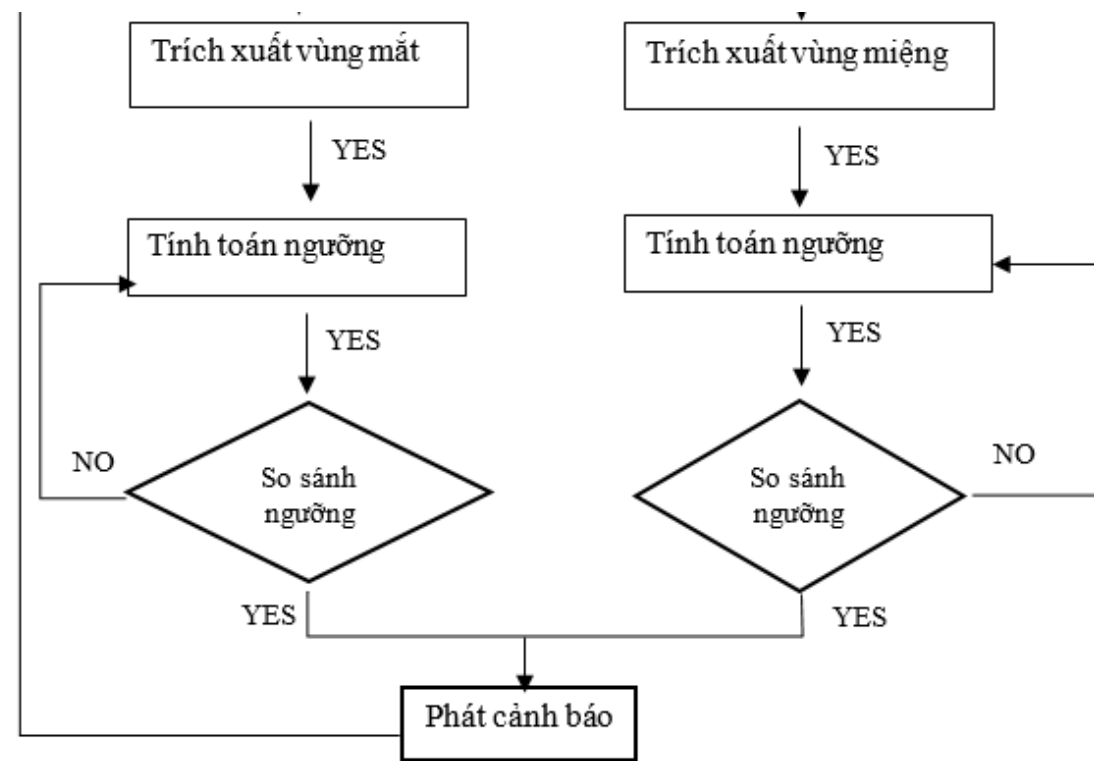 Trích xuất vùng mắt
Trích xuất vùng miệng
YES
YES
Tính toán ngưỡng
Tính toán ngưỡng
YES
YES
NO
So sánh
ngưỡng
So sánh
ngưỡng
NO
YES
YES
Phát cảnh báo